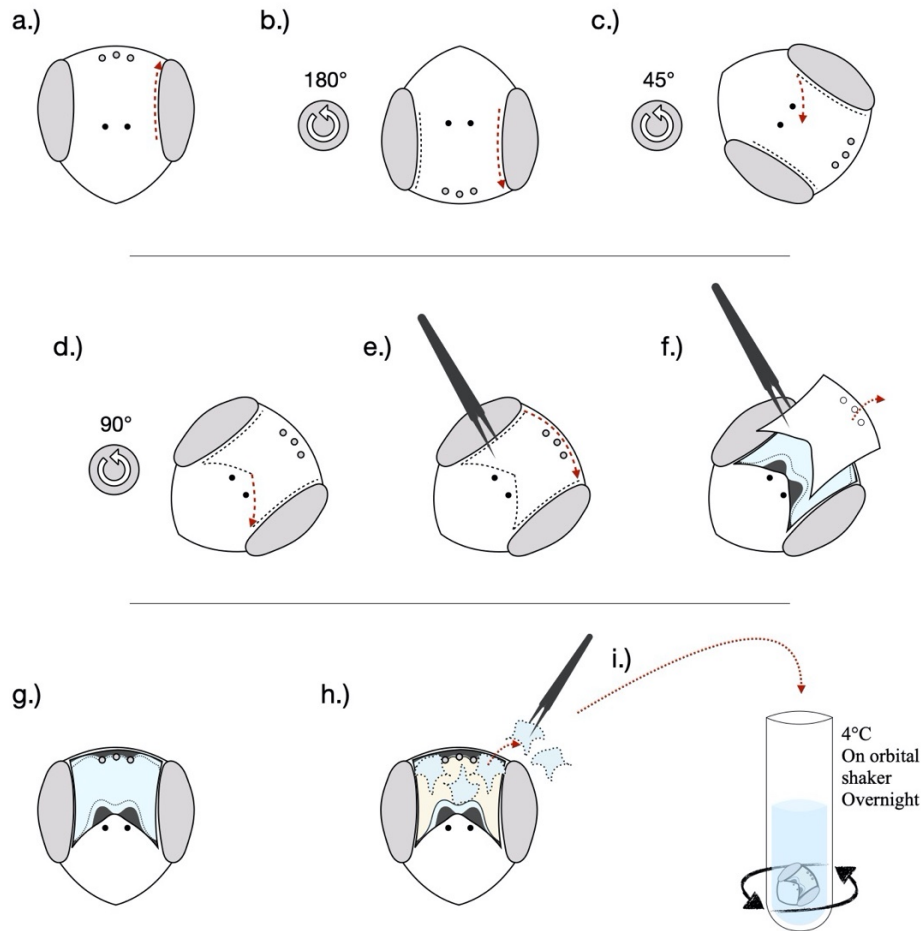 a.)
b.)
c.)
180°
45°
d.)
e.)
f.)
90°
g.)
h.)
i.)
4°C
On orbital
shaker
Overnight